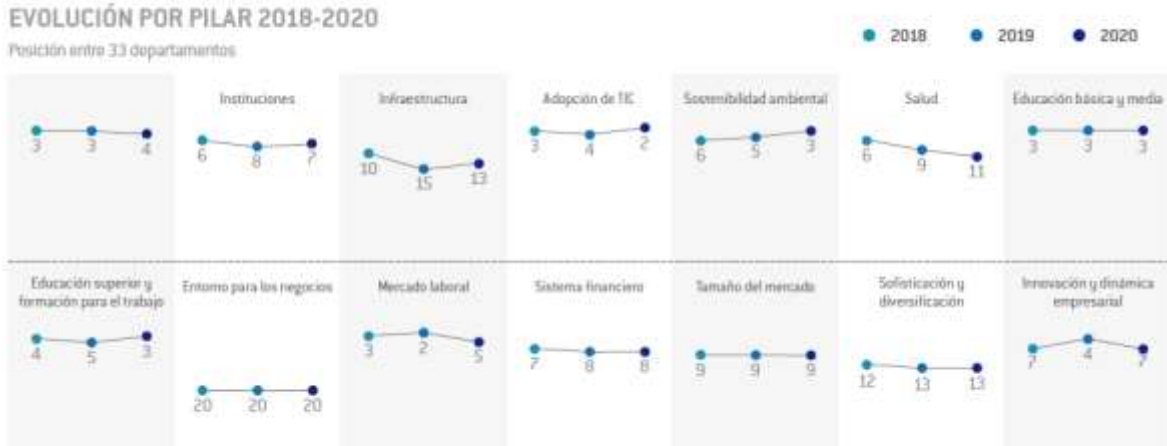 EVOLUCIÓN POR PILAR 2018-2020
Posición entre 33 departamentos
2018 2019 2020
3 3 4
Instituciones
6 8 7
Infraestructura
10 15 13
Adopción de TIC
3 4 2
Sostenibilidad ambiental
6 5 3
Salud
6 9 11
Educación básica y media
3 3 3
Educación superior y
formación para el trabajo
4 5 3
Entorno para los negocios
20 20 20
Mercado laboral
3 2 5
Sistema financiero
7 8 8
Tamaño del mercado
9 9 9
Sofisticación y
diversificación
12 13 13
Innovación y dinámica
empresarial
7 4 7